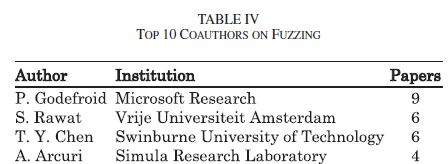 TABLE IV
TOP 10 COAUTHORS ON FUZZING
Author Institution Papers
P. Godefroid Microsoft Research 9
S. Rawat Vrije Universiteit Amsterdam 6
T. Y. Chen Swinburne University of Technology 6
A. Arcuri Simula Research Laboratory 4